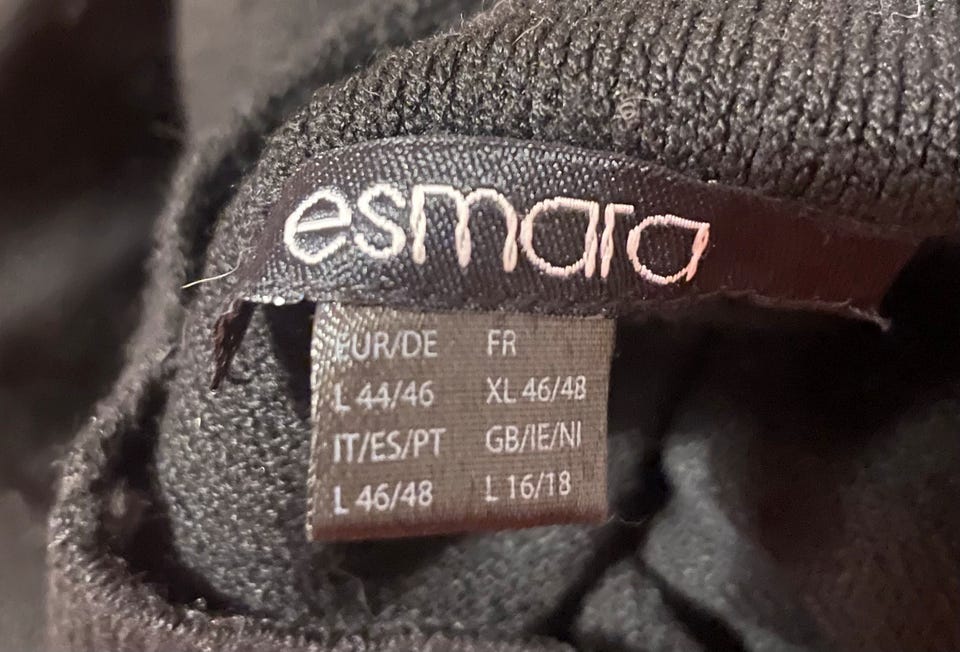 esmara
EUR/DE FR
L 44/46 XL 46/48
IT/ES/PT GB/IE/NI
L 46/48 L 16/18